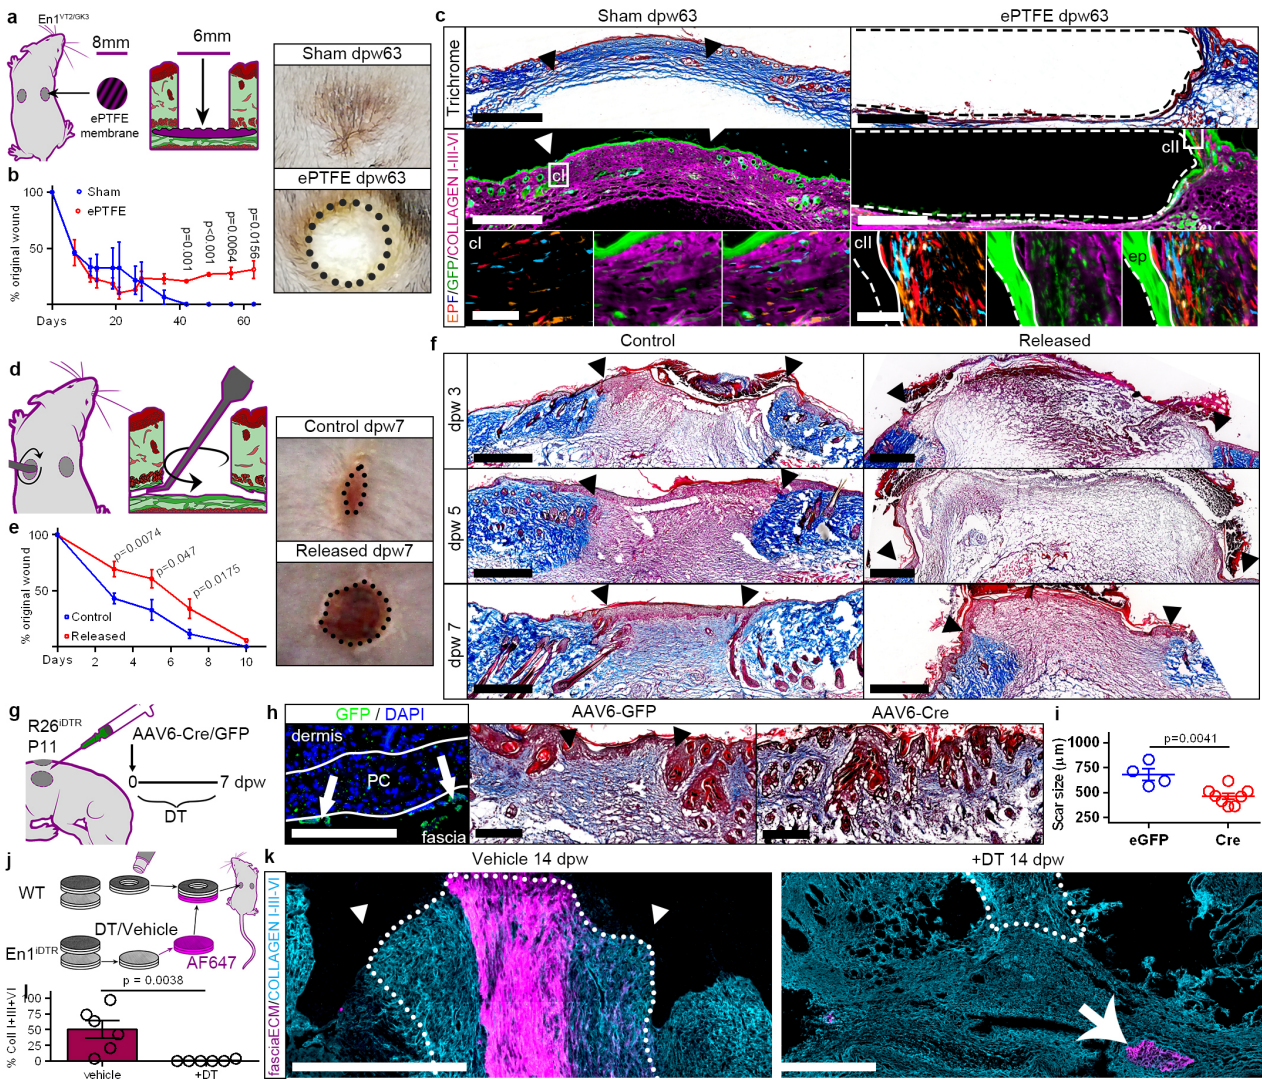 a
En1VT2/GK3
8mm
6mm
ePTFE
membrane
Sham dpw63
ePTFE dpw63
b
% original wound
100
50
Sham
ePTFE
p=0.001
p<0.001
p=0.0064
p=0.0156
Days
20
40
60
c
Sham dpw63
ePTFE dpw63
Trichrome
EPF/GFP/COLLAGEN I-III-VI
cI
cII
cI
cII
ep
d
Control dpw7
Released dpw7
e
% original wound
100
50
p=0.0074
p=0.047
p=0.0175
Control
Released
Days
2
4
6
8
10
f
Control
Released
dpw 3
dpw 5
dpw 7
g
R26iDTR
P11
AAV6-Cre/GFP
0
7 dpw
DT
h
GFP / DAPI
dermis
PC
fascia
AAV6-GFP
AAV6-Cre
i
p=0.0041
Scar size (μm)
1000
750
500
250
eGFP
Cre
j
WT
DT/Vehicle
En1iDTR
AF647
k
Vehicle 14 dpw
+DT 14 dpw
fasciaECM/COLLAGEN I-III-VI
l
p = 0.0038
% Coll I+III+VI
100
75
50
25
0
vehicle
+DT